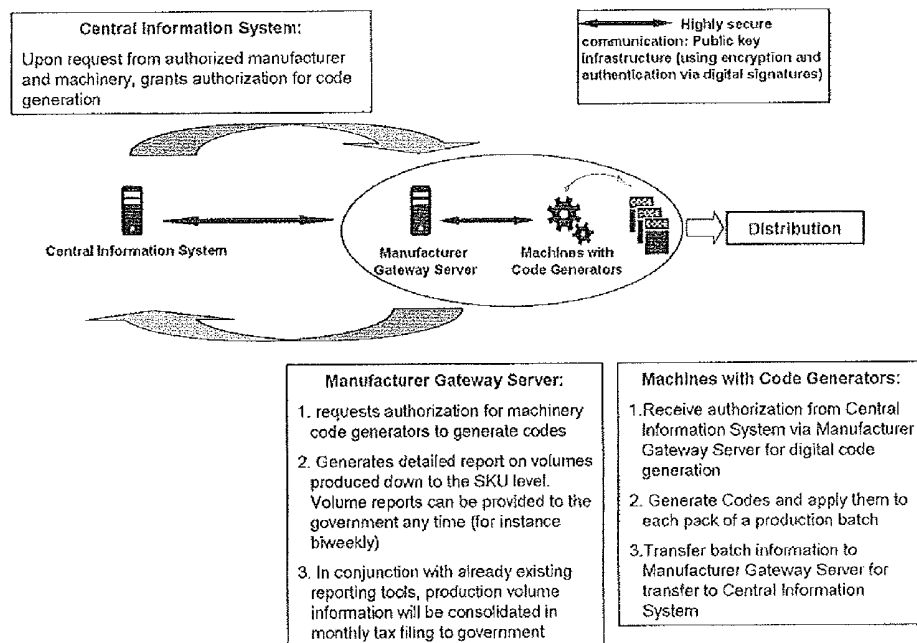 Central Information System:
Upon request from authorized manufacturer
and machinery, grants authorization for code
generation
Highly secure
communication: Public key
infrastructure (using encryption and
authentication via digital signatures)
Central Information System
Manufacturer
Gateway Server
Machines with
Code Generators
Distribution
Manufacturer Gateway Server:
1. requests authorization for machinery
code generators to generate codes
2. Generates detailed report on volumes
produced down to the SKU level.
Volume reports can be provided to the
government any time (for instance
biweekly)
3. In conjunction with already existing
reporting tools, production volume
information will be consolidated in
monthly tax filing to government
Machines with Code Generators:
1.Receive authorization from Central
Information System via Manufacturer
Gateway Server for digital code
generation
2. Generate Codes and apply them to
each pack of a production batch
3.Transfer batch information to
Manufacturer Gateway Server for
transfer to Central Information
System